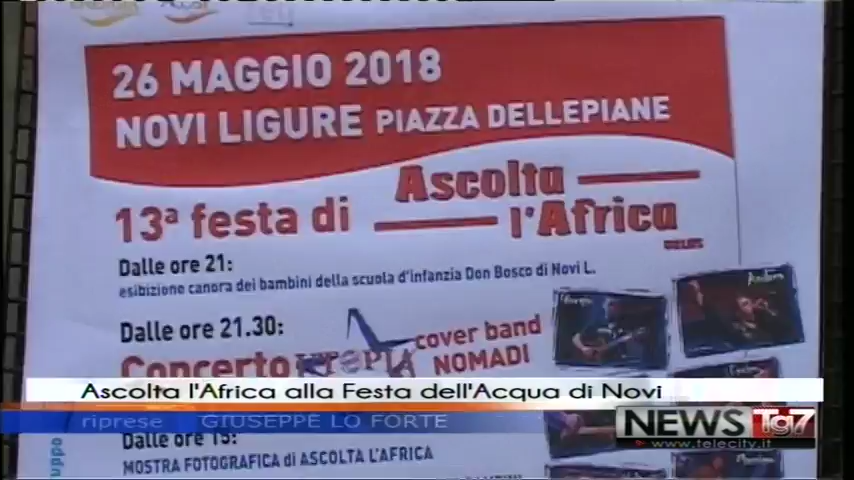 26 MAGGIO 2018
NOVI LIGURE PIAZZA DELLEPIANE
13ª festa di Ascolta l'Africa
ONLUS
Dalle ore 21:
esibizione canora dei bambini della scuola d'infanzia Don Bosco di Novi L.
Dalle ore 21.30:
Concerto UTOPIA cover band NOMADI
Ascolta l'Africa alla Festa dell'Acqua di Novi
riprese GIUSEPPE LO FORTE
NEWS Tg7
www.telecity.it
Dalle ore 15:
MOSTRA FOTOGRAFICA di ASCOLTA L'AFRICA